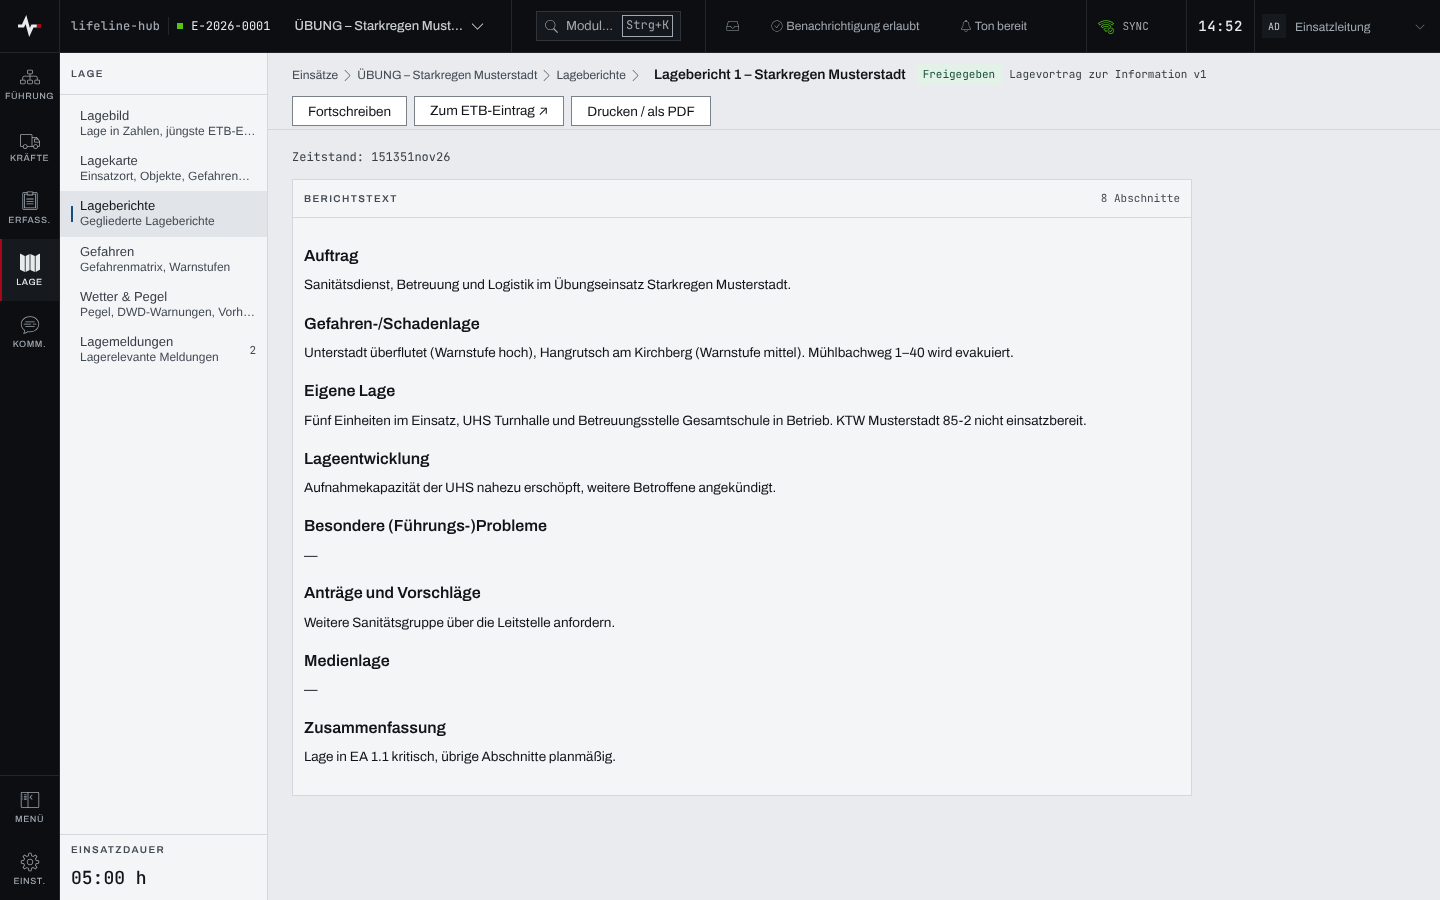 lifeline-hub
E-2026-0001
ÜBUNG – Starkregen Must...
Modul...
Strg+K
Benachrichtigung erlaubt
Ton bereit
SYNC
14:52
AD
Einsatzleitung
FÜHRUNG
KRÄFTE
ERFASS.
LAGE
KOMM.
MENÜ
EINST.
LAGE
Lagebild
Lage in Zahlen, jüngste ETB-E...
Lagekarte
Einsatzort, Objekte, Gefahren...
Lageberichte
Gegliederte Lageberichte
Gefahren
Gefahrenmatrix, Warnstufen
Wetter & Pegel
Pegel, DWD-Warnungen, Vorh...
Lagemeldungen
Lagerelevante Meldungen
2
EINSATZDAUER
05:00 h
Einsätze
ÜBUNG – Starkregen Musterstadt
Lageberichte
Lagebericht 1 – Starkregen Musterstadt
Freigegeben
Lagevortrag zur Information v1
Fortschreiben
Zum ETB-Eintrag ↗
Drucken / als PDF
Zeitstand: 151351nov26
BERICHTSTEXT
8 Abschnitte
Auftrag
Sanitätsdienst, Betreuung und Logistik im Übungseinsatz Starkregen Musterstadt.
Gefahren-/Schadenlage
Unterstadt überflutet (Warnstufe hoch), Hangrutsch am Kirchberg (Warnstufe mittel). Mühlbachweg 1–40 wird evakuiert.
Eigene Lage
Fünf Einheiten im Einsatz, UHS Turnhalle und Betreuungsstelle Gesamtschule in Betrieb. KTW Musterstadt 85-2 nicht einsatzbereit.
Lageentwicklung
Aufnahmekapazität der UHS nahezu erschöpft, weitere Betroffene angekündigt.
Besondere (Führungs-)Probleme
—
Anträge und Vorschläge
Weitere Sanitätsgruppe über die Leitstelle anfordern.
Medienlage
—
Zusammenfassung
Lage in EA 1.1 kritisch, übrige Abschnitte planmäßig.